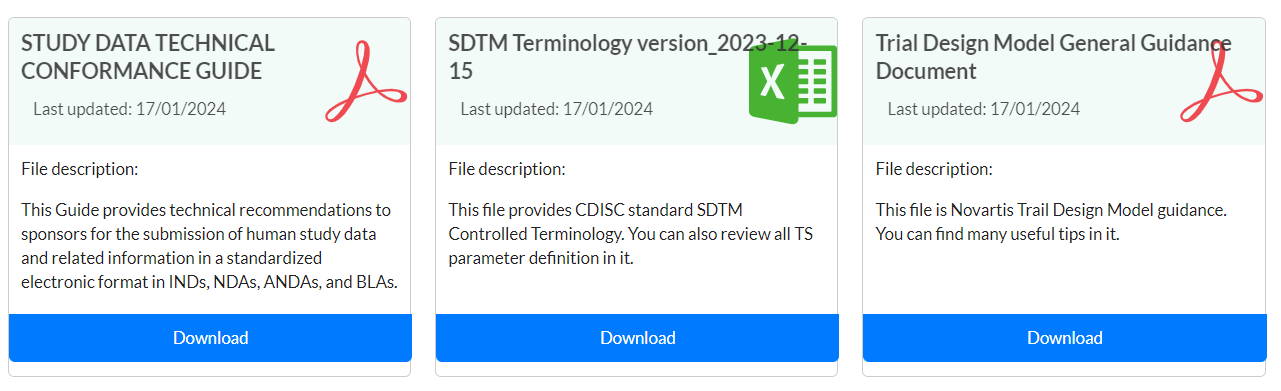 STUDY DATA TECHNICAL
CONFORMANCE GUIDE
Last updated: 17/01/2024
File description:
This Guide provides technical recommendations to
sponsors for the submission of human study data
and related information in a standardized
electronic format in INDs, NDAs, ANDAs, and BLAs.
Download
SDTM Terminology version_2023-12-
15
X
Last updated: 17/01/2024
File description:
This file provides CDISC standard SDTM
Controlled Terminology. You can also review all TS
parameter definition in it.
Download
Trial Design Model General Guidance
Document
Last updated: 17/01/2024
File description:
This file is Novartis Trail Design Model guidance.
You can find many useful tips in it.
Download